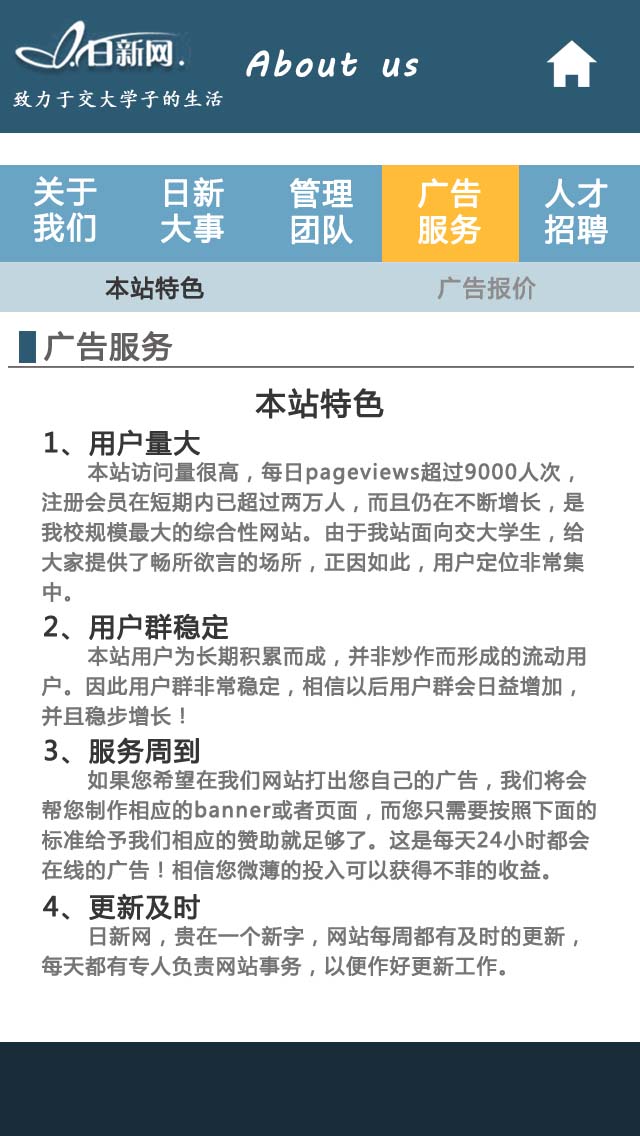 日新网.
About us
致力于交大学子的生活
关于我们
日新大事
管理团队
广告服务
人才招聘
本站特色 广告报价
广告服务
本站特色
1、用户量大
本站访问量很高，每日pageviews超过9000人次，
注册会员在短期内已超过两万人，而且仍在不断增长，是
我校规模最大的综合性网站。由于我站面向交大学生，给
大家提供了畅所欲言的场所，正因如此，用户定位非常集
中。
2、用户群稳定
本站用户为长期积累而成，并非炒作而形成的流动用
户。因此用户群非常稳定，相信以后用户群会日益增加，
并且稳步增长！
3、服务周到
如果您希望在我们网站打出您自己的广告，我们将会
帮您制作相应的banner或者页面，而您只需要按照下面的
标准给予我们相应的赞助就足够了。这是每天24小时都会
在线的广告！相信您微薄的投入可以获得不菲的收益。
4、更新及时
日新网，贵在一个新字，网站每周都有及时的更新，
每天都有专人负责网站事务，以便作好更新工作。